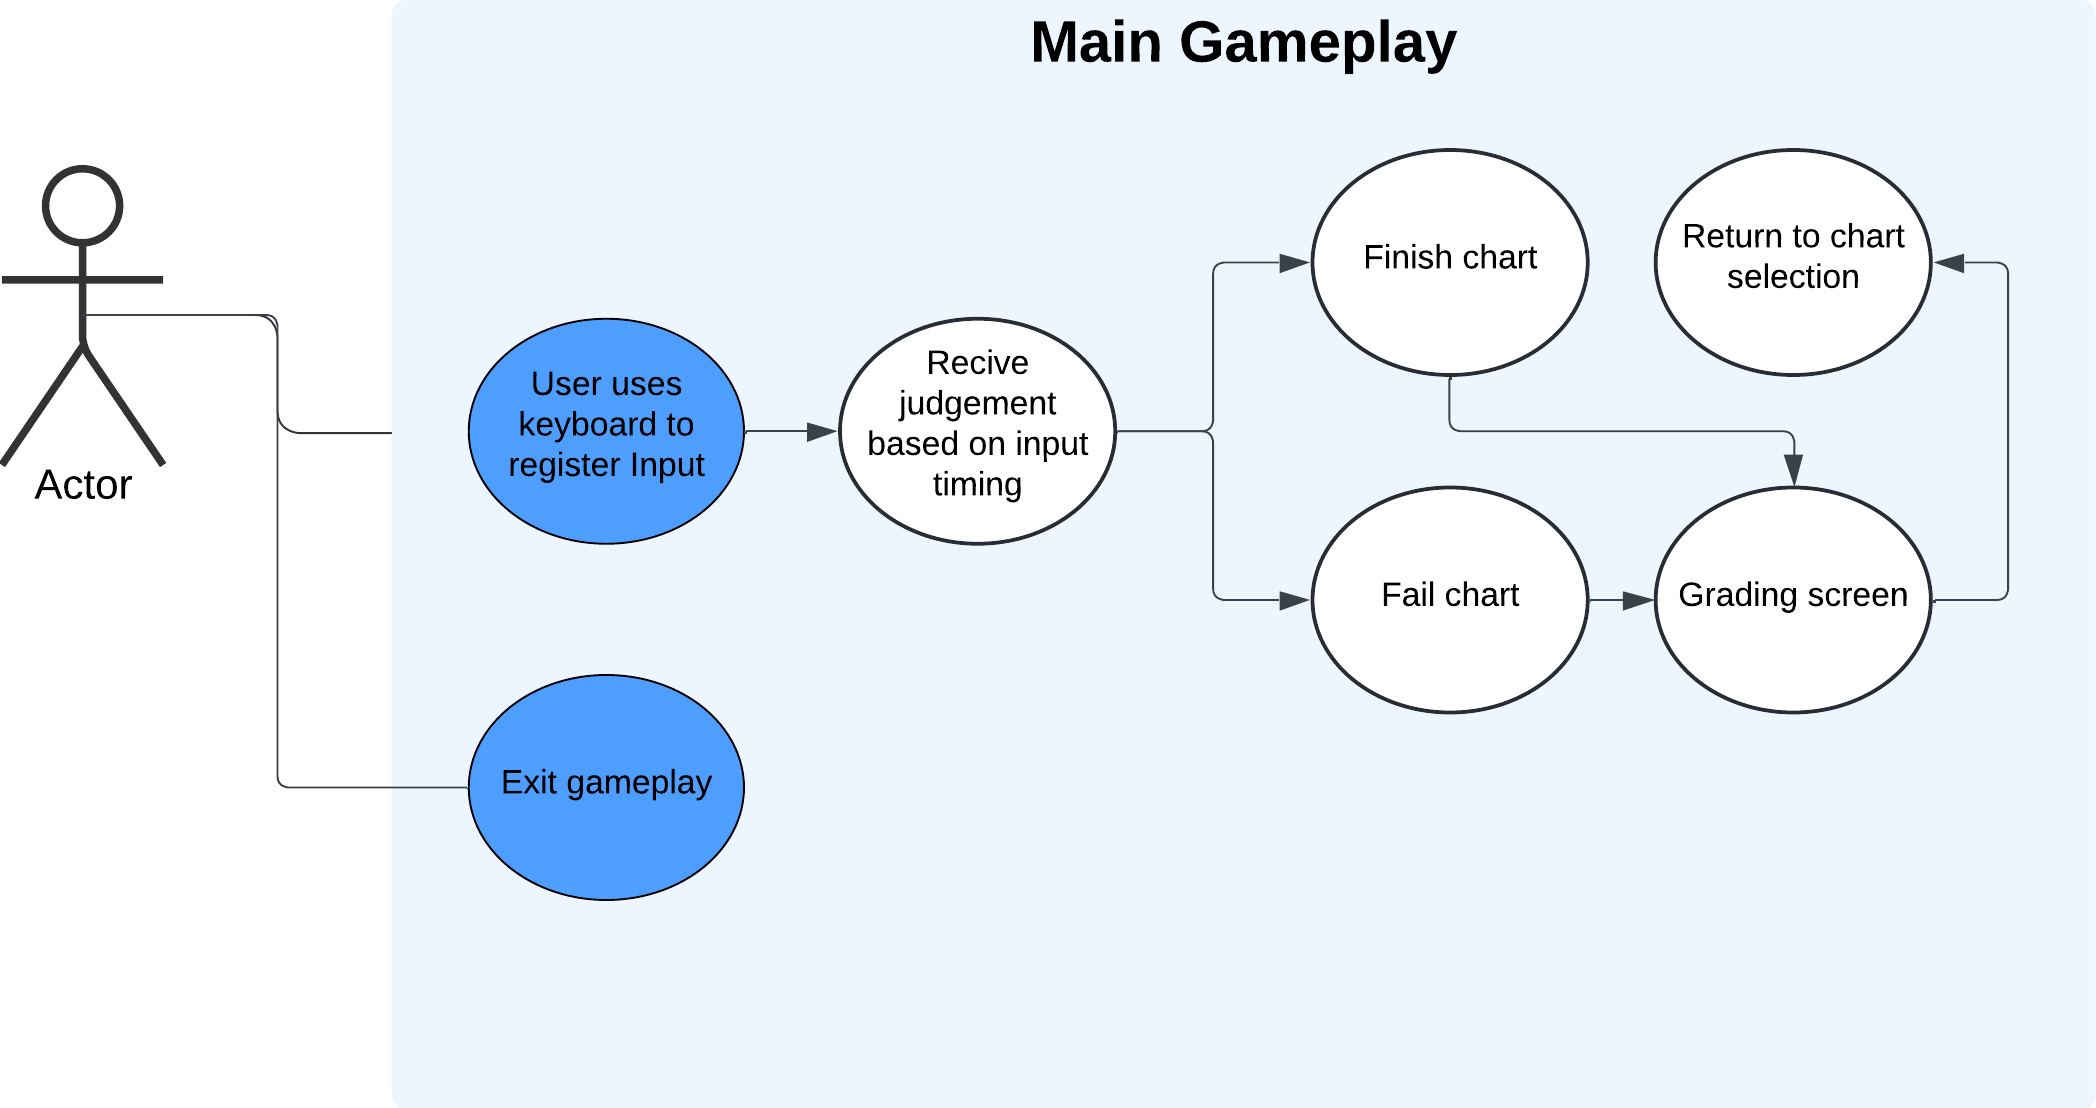 Main Gameplay
Actor
User uses
keyboard to
register Input
Recive
judgement
based on input
timing
Finish chart
Return to chart
selection
Fail chart
Grading screen
Exit gameplay